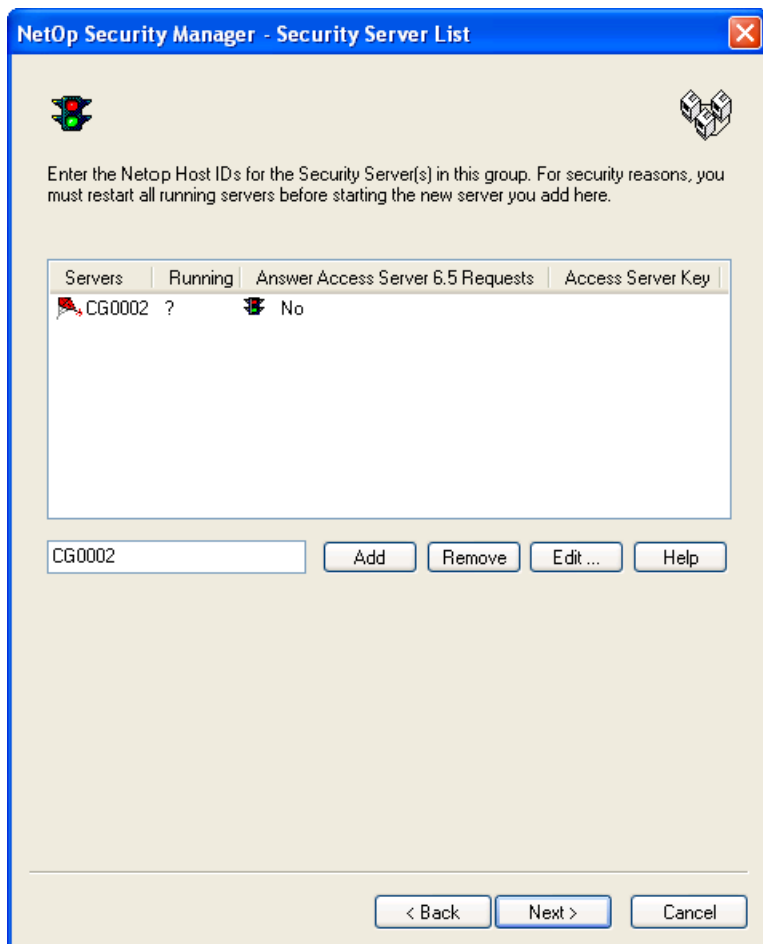 NetOp Security Manager - Security Server List
Enter the Netop Host IDs for the Security Server(s) in this group. For security reasons, you
must restart all running servers before starting the new server you add here.
Servers Running Answer Access Server 6.5 Requests Access Server Key
CG0002 ? No
CG0002 Add Remove Edit ... Help
< Back Next > Cancel